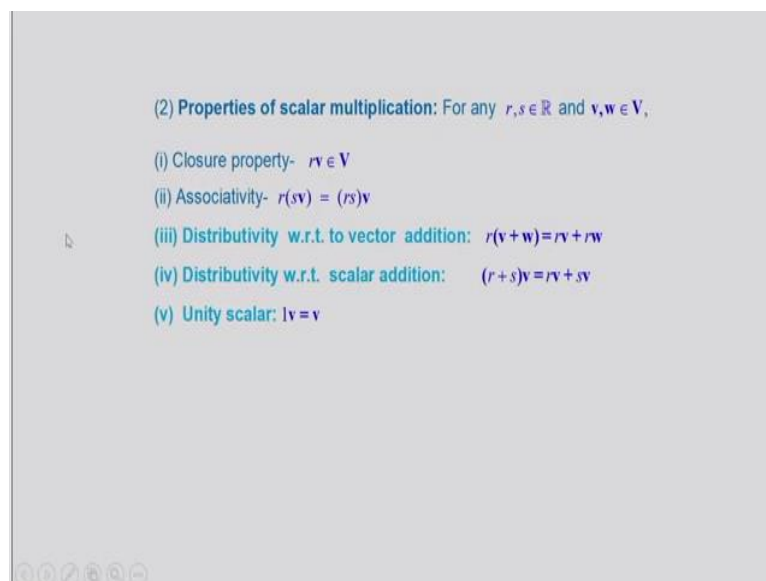 (2) Properties of scalar multiplication: For any r,s ∈ ℝ and v,w ∈ V,
(i) Closure property- rv ∈ V
(ii) Associativity- r(sv) = (rs)v
(iii) Distributivity w.r.t. to vector addition: r(v + w) = rv + rw
(iv) Distributivity w.r.t. scalar addition: (r + s)v = rv + sv
(v) Unity scalar: 1v = v